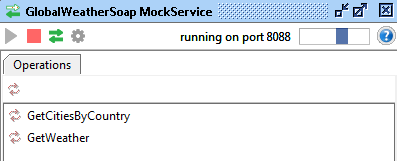 GlobalWeatherSoap MockService
running on port 8088
Operations
GetCitiesByCountry
GetWeather